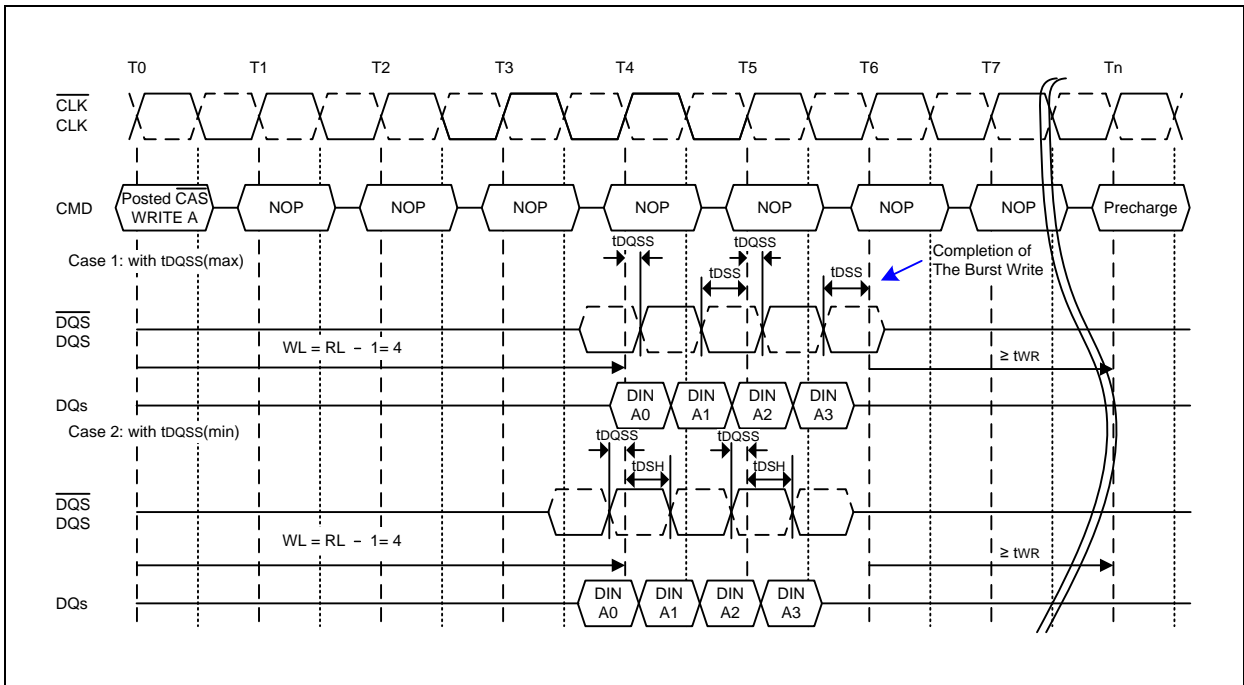 T0 T1 T2 T3 T4 T5 T6 T7 Tn
CLK
CLK
CMD
Posted CAS
WRITE A
NOP NOP NOP NOP NOP NOP NOP Precharge
Case 1: with tDQSS(max)
tDQSS tDQSS
tDSS tDSS
Completion of
The Burst Write
DQS
DQS
WL = RL - 1= 4
≥ tWR
DQs
DIN DIN DIN DIN
A0 A1 A2 A3
Case 2: with tDQSS(min)
tDQSS tDQSS
tDSH tDSH
DQS
DQS
WL = RL - 1= 4
≥ tWR
DQs
DIN DIN DIN DIN
A0 A1 A2 A3